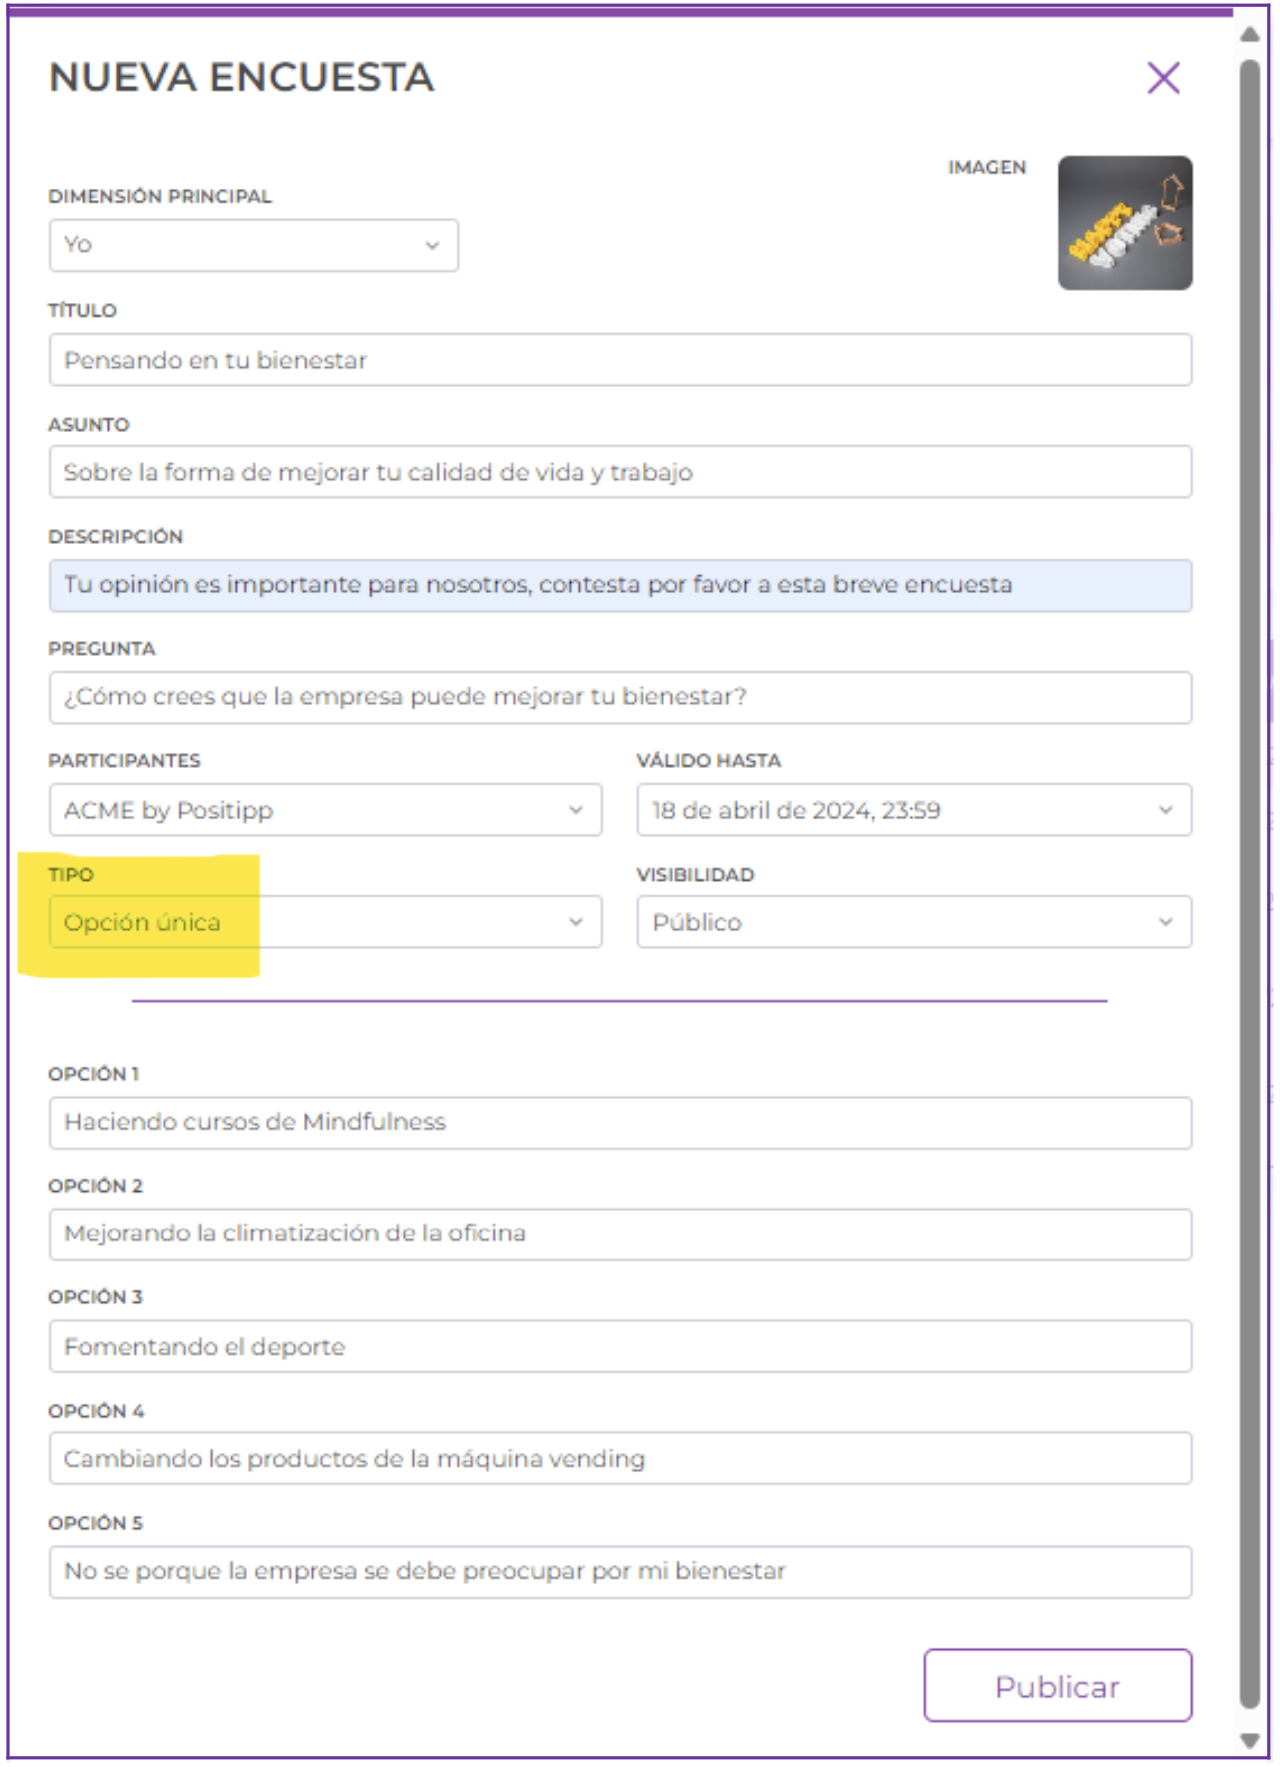 NUEVA ENCUESTA
IMAGEN
DIMENSIÓN PRINCIPAL
Yo
TÍTULO
Pensando en tu bienestar
ASUNTO
Sobre la forma de mejorar tu calidad de vida y trabajo
DESCRIPCIÓN
Tu opinión es importante para nosotros, contesta por favor a esta breve encuesta
PREGUNTA
¿Cómo crees que la empresa puede mejorar tu bienestar?
PARTICIPANTES VÁLIDO HASTA
ACME by Positipp 18 de abril de 2024, 23:59
TIPO VISIBILIDAD
Opción única Público
OPCIÓN 1
Haciendo cursos de Mindfulness
OPCIÓN 2
Mejorando la climatización de la oficina
OPCIÓN 3
Fomentando el deporte
OPCIÓN 4
Cambiando los productos de la máquina vending
OPCIÓN 5
No se porque la empresa se debe preocupar por mi bienestar
Publicar